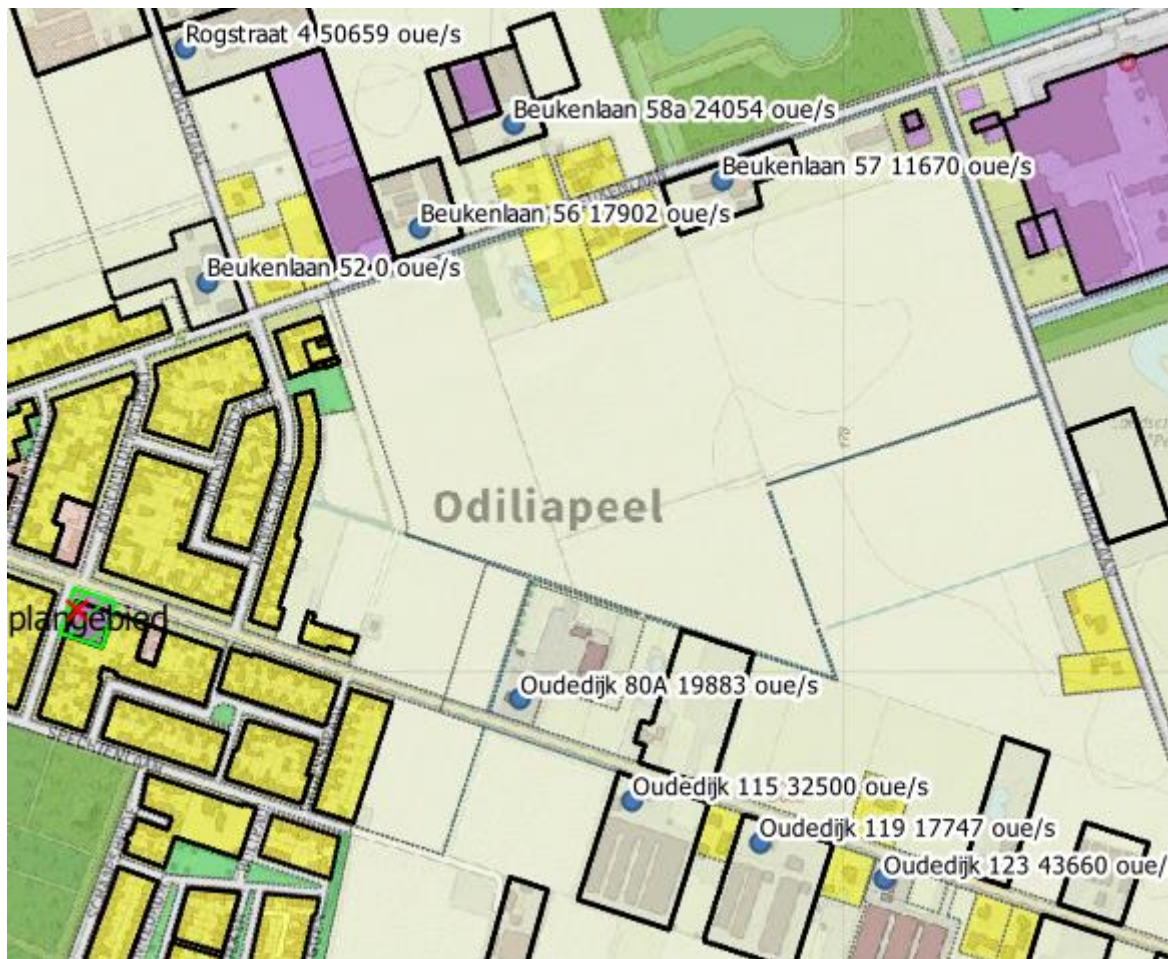 Rogstraat 4 50659 oue/s
Beukenlaan 58a 24054 oue/s
Beukenlaan 57 11670 oue/s
Beukenlaan 56 17902 oue/s
Beukenlaan 52 0 oue/s
Odiliapeel
plangebied
Oudedijk 80A 19883 oue/s
Oudedijk 115 32500 oue/s
Oudedijk 119 17747 oue/s
Oudedijk 123 43660 oue/